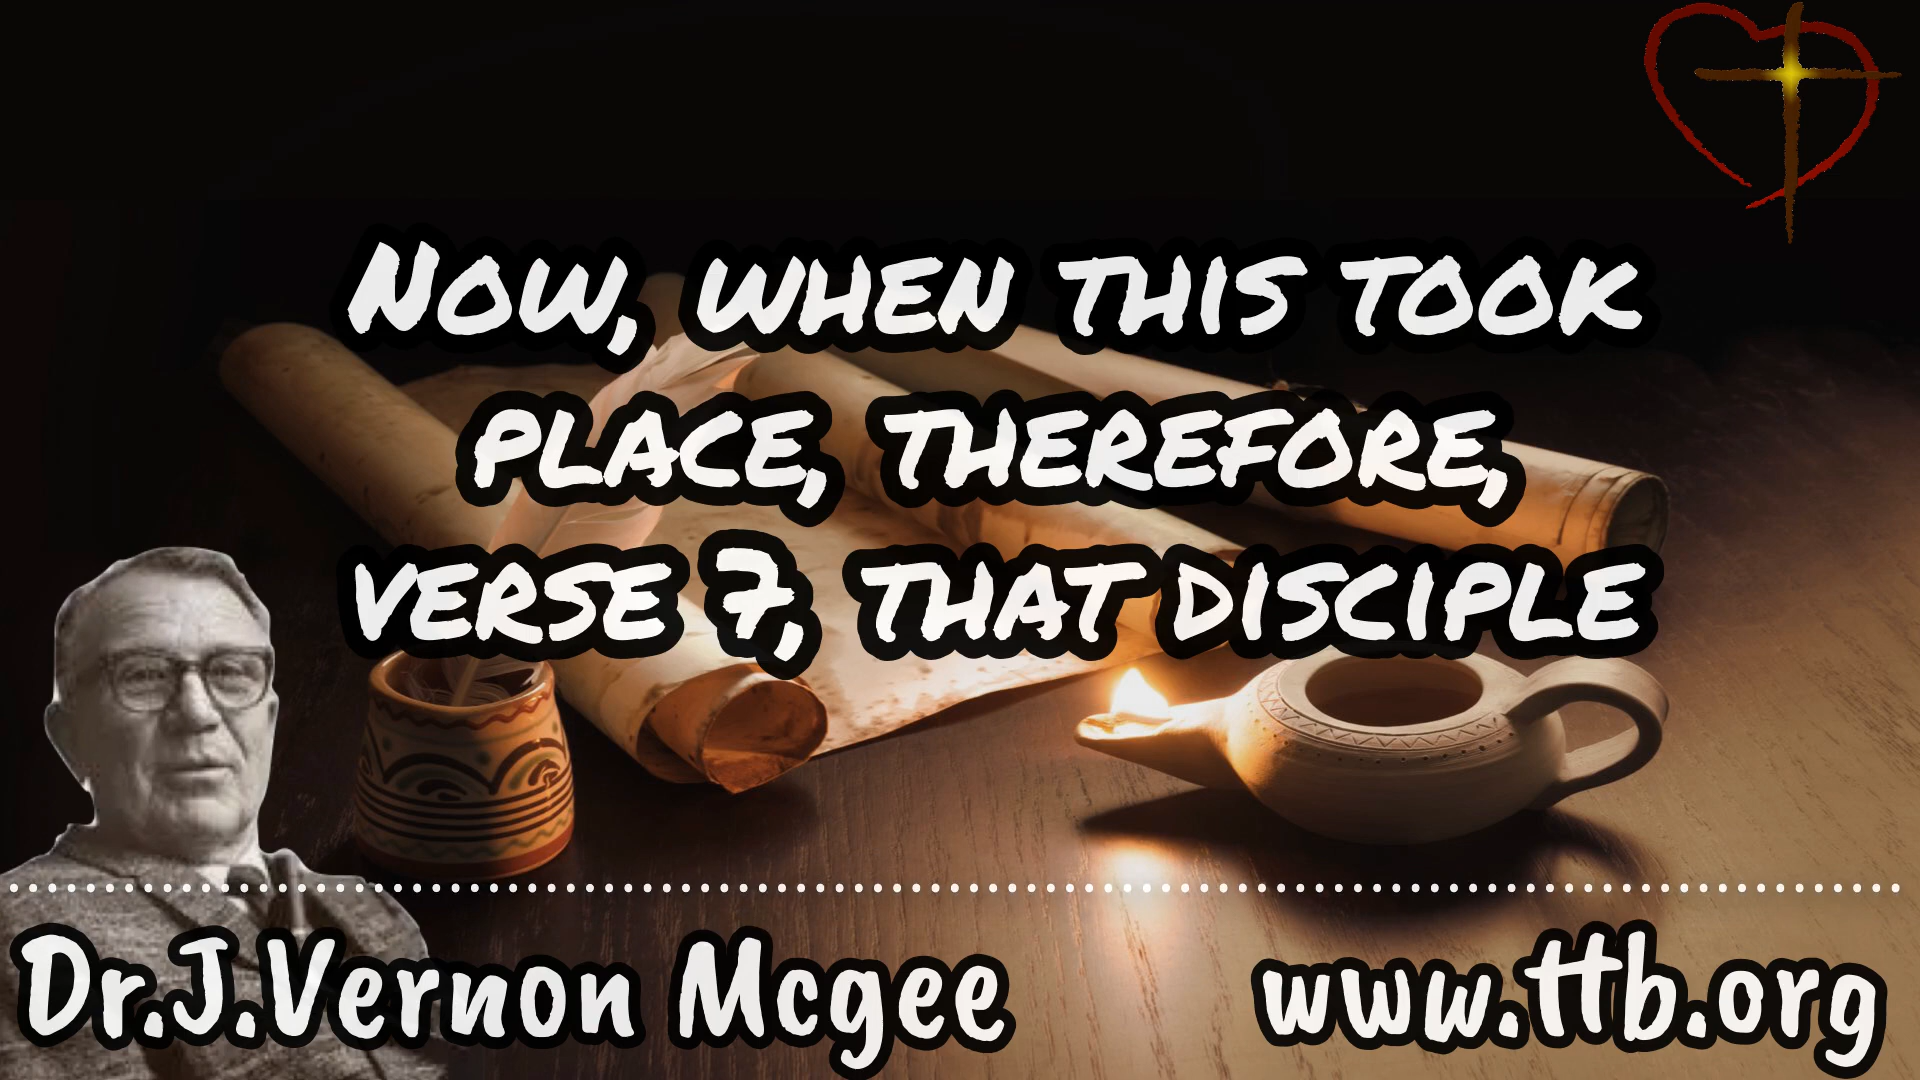 Now, when this took
place, therefore,
verse 7, that disciple
Dr.J.Vernon Mcgee
www.ttb.org